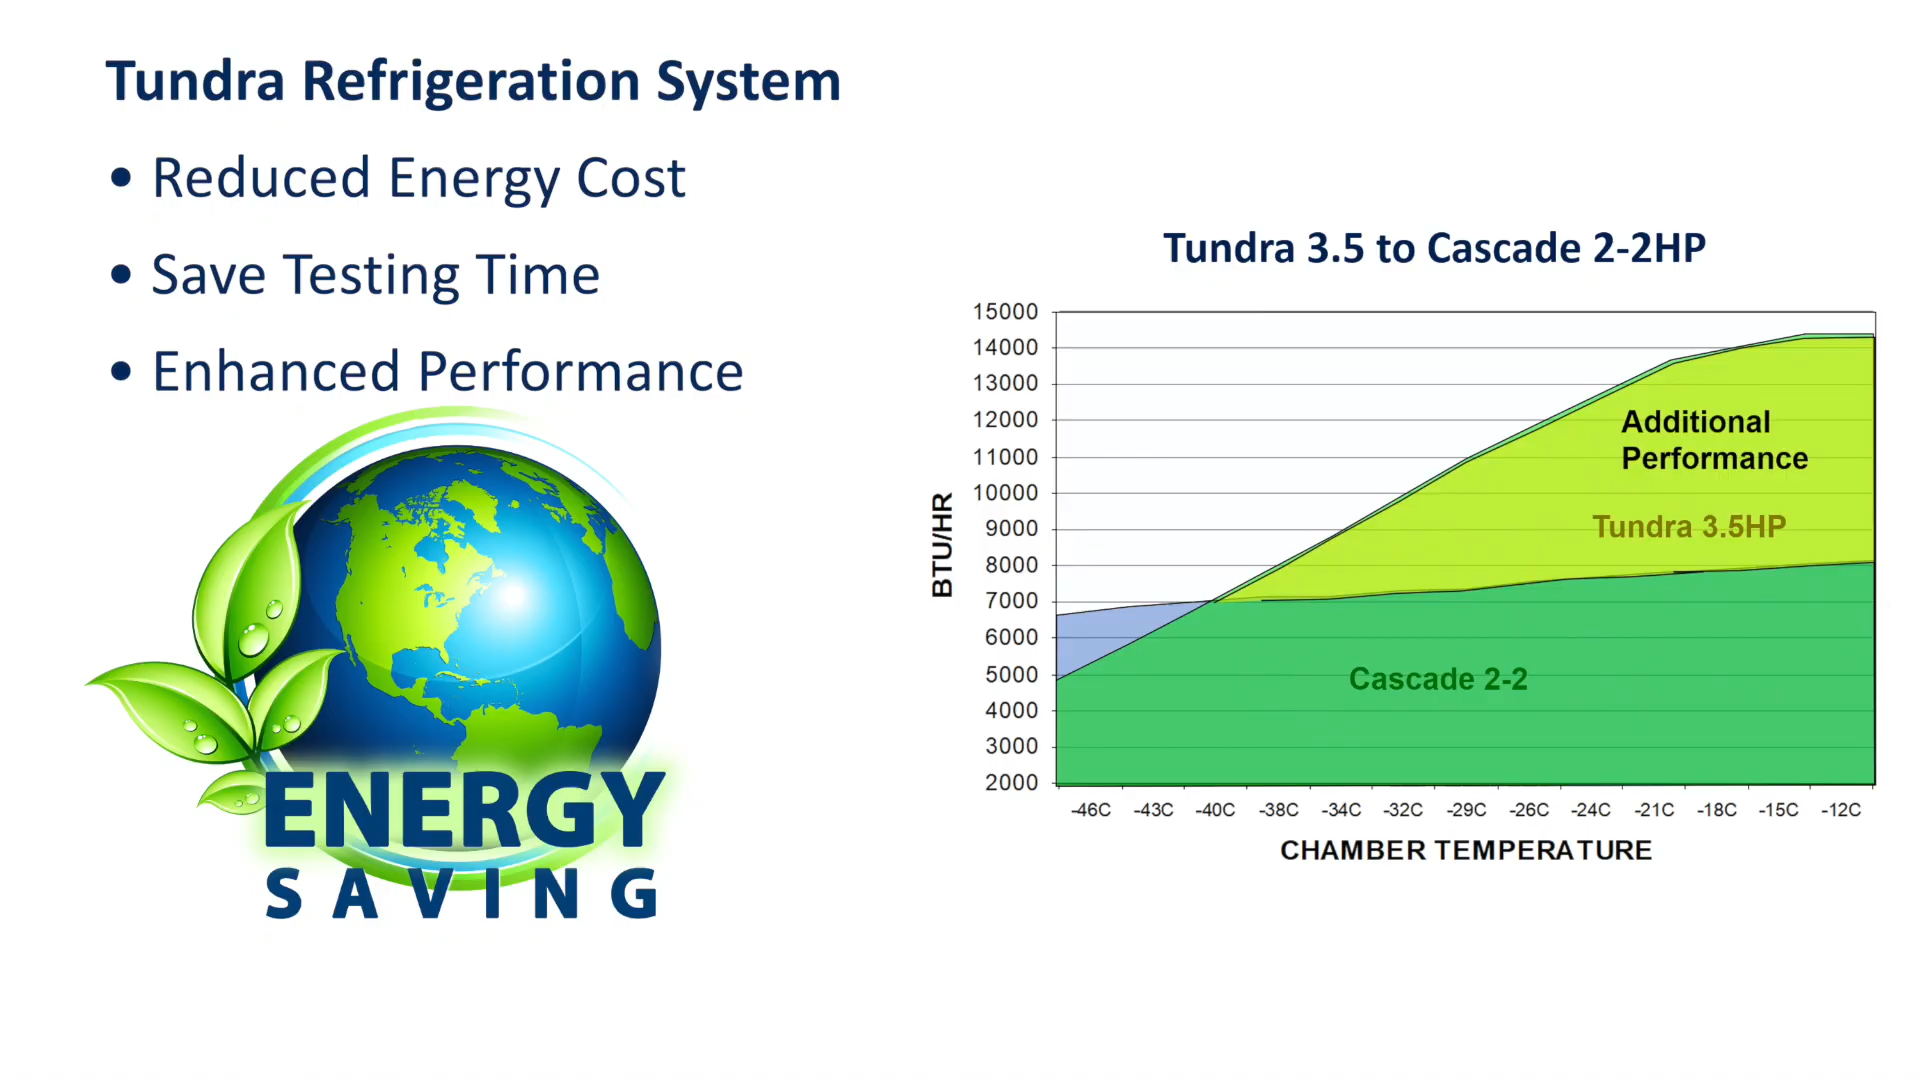 Tundra Refrigeration System
• Reduced Energy Cost
• Save Testing Time
• Enhanced Performance
ENERGY
SAVING
Tundra 3.5 to Cascade 2-2HP
15000
14000
13000
12000
11000
10000
9000
8000
7000
6000
5000
4000
3000
2000
BTU/HR
Additional
Performance
Tundra 3.5HP
Cascade 2-2
-46C -43C -40C -38C -34C -32C -29C -26C -24C -21C -18C -15C -12C
CHAMBER TEMPERATURE